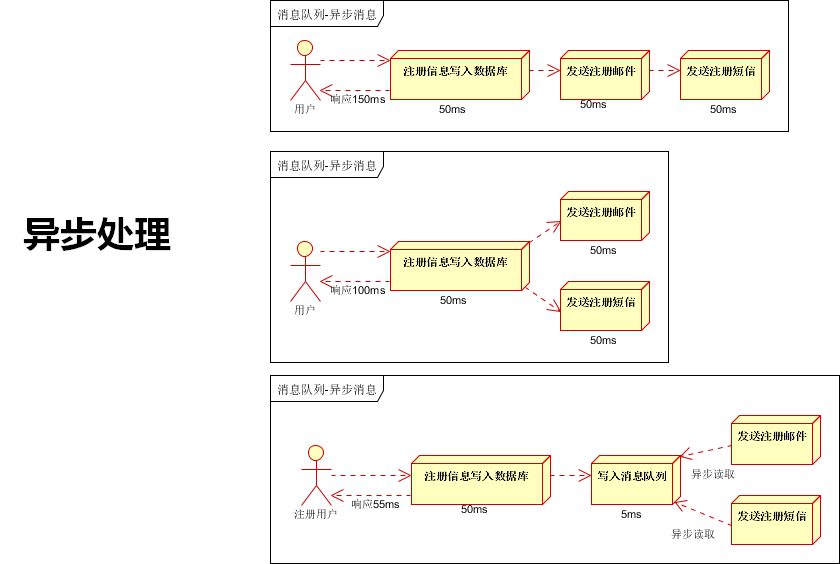 消息队列-异步消息
注册信息写入数据库
发送注册邮件
发送注册短信
响应150ms
用户
50ms
50ms
50ms
异步处理
消息队列-异步消息
发送注册邮件
50ms
注册信息写入数据库
响应100ms
用户
50ms
发送注册短信
50ms
消息队列-异步消息
发送注册邮件
注册信息写入数据库
写入消息队列
异步读取
响应55ms
注册用户
50ms
5ms
发送注册短信
异步读取